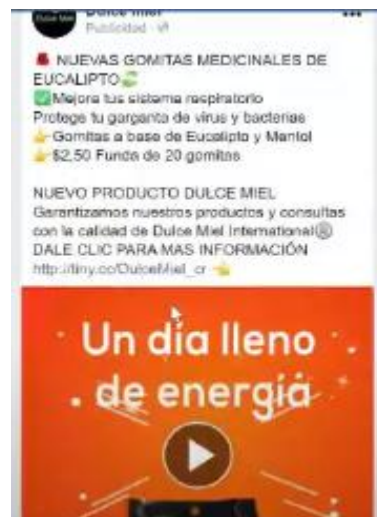 Dulce Miel
Publicidad
NUEVAS GOMITAS MEDICINALES DE
EUCALIPTO
Mejora tus sistema respiratorio
Protege tu garganta de virus y bacterias
Gomitas a base de Eucalipto y Mentol
$2,50 Funda de 20 gomitas
NUEVO PRODUCTO DULCE MIEL
Garantizamos nuestros productos y consultas
con la calidad de Dulce Miel International®
DALE CLIC PARA MAS INFORMACIÓN
http://tiny.cc/DulceMiel_cr
Un día lleno
de energía